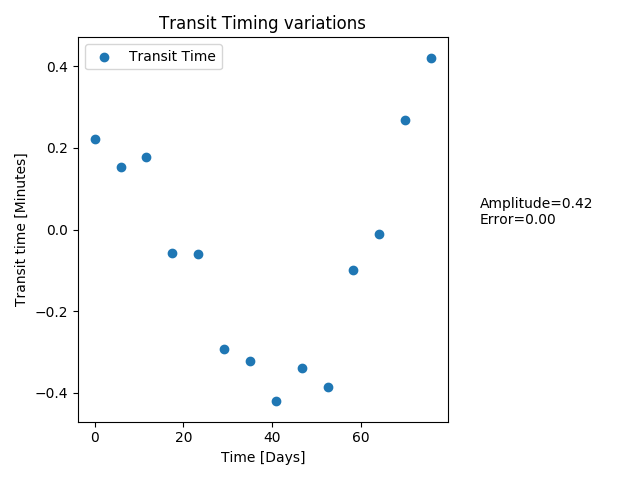 Transit Timing variations
Transit Time
0.4
0.2
0.0
−0.2
−0.4
Transit time [Minutes]
0
20
40
60
Time [Days]
Amplitude=0.42
Error=0.00